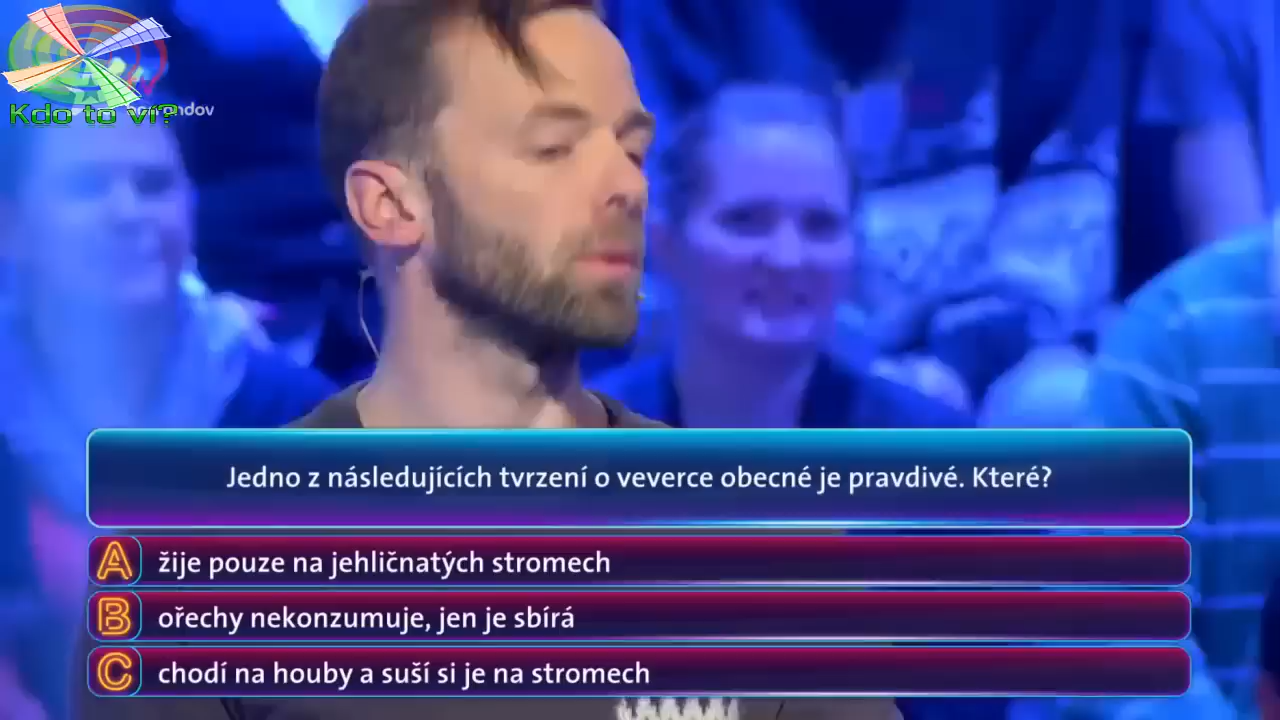 Kdo to ví?
Jedno z následujících tvrzení o veverce obecné je pravdivé. Které?
A žije pouze na jehličnatých stromech
B ořechy nekonzumuje, jen je sbírá
C chodí na houby a suší si je na stromech